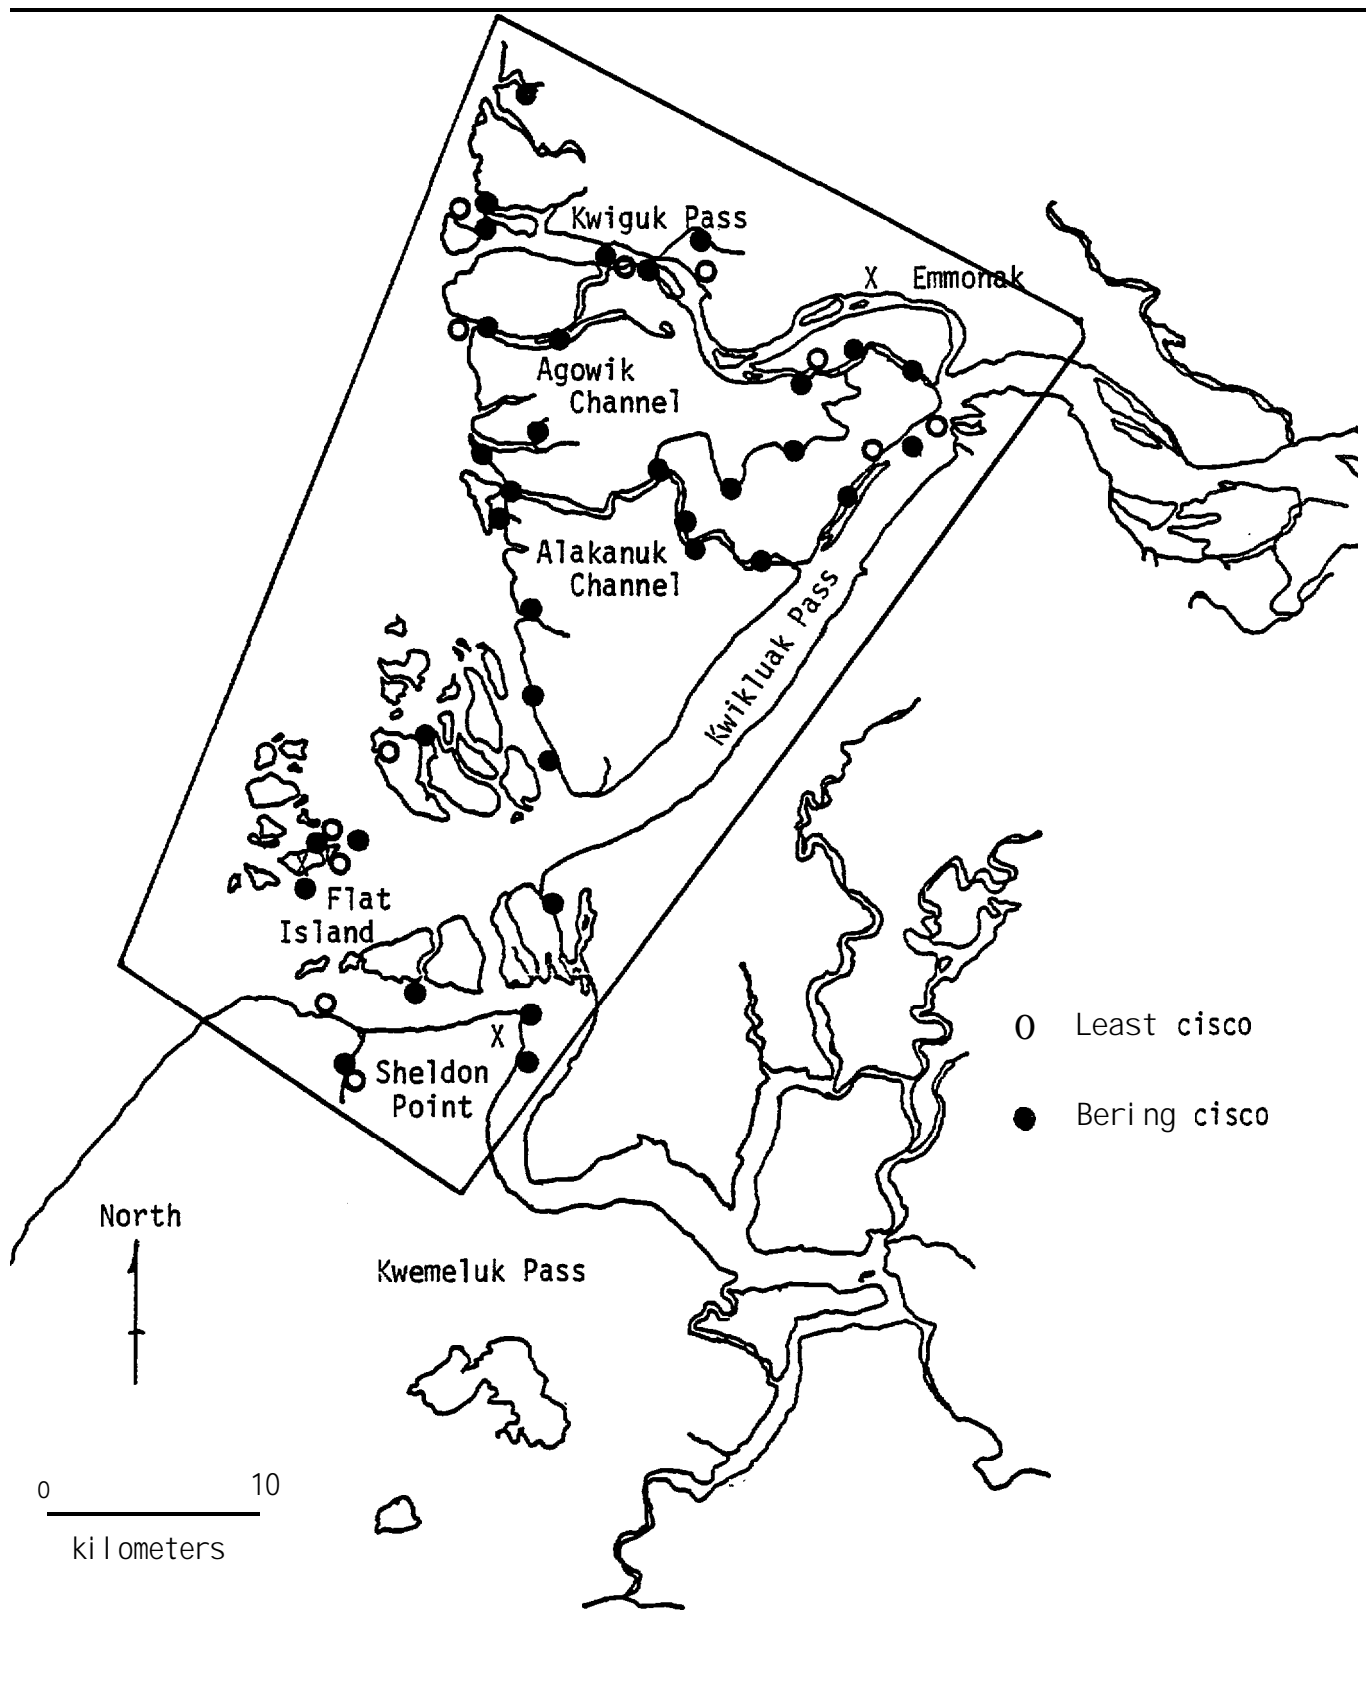 Kwiguk Pass
X Emmonak
Agowik
Channel
Alakanuk
Channel
Kwikluak Pass
Flat
Island
X
Sheldon
Point
O Least cisco
Bering cisco
North
Kwemeluk Pass
0 10
kilometers